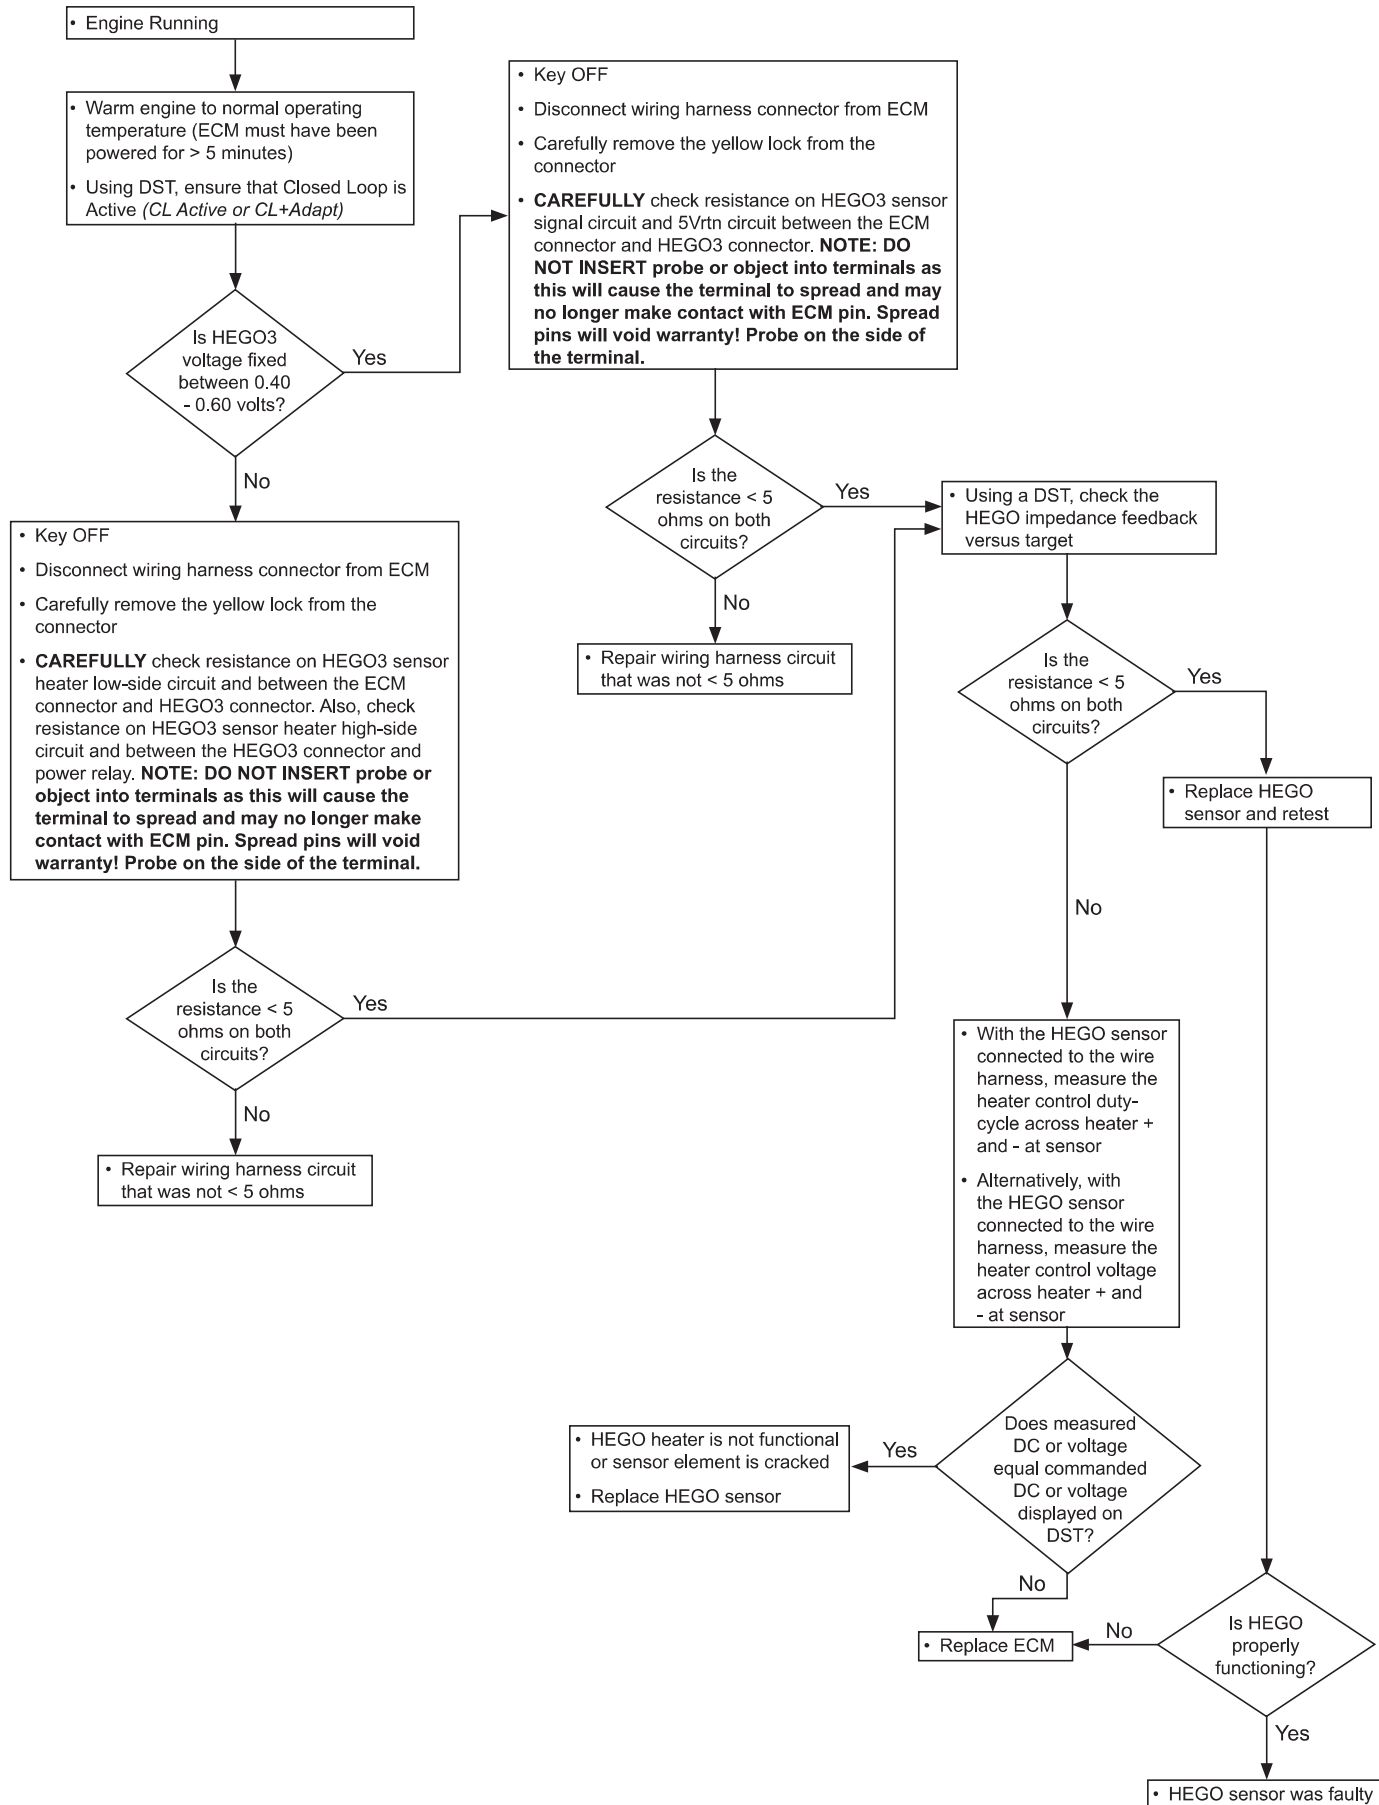 • Engine Running
• Warm engine to normal operating
temperature (ECM must have been
powered for > 5 minutes)
• Using DST, ensure that Closed Loop is
Active (CL Active or CL+Adapt)
Is HEGO3
voltage fixed
between 0.40
- 0.60 volts?
Yes
No
• Key OFF
• Disconnect wiring harness connector from ECM
• Carefully remove the yellow lock from the
connector
• CAREFULLY check resistance on HEGO3 sensor
signal circuit and 5Vrtn circuit between the ECM
connector and HEGO3 connector. NOTE: DO
NOT INSERT probe or object into terminals as
this will cause the terminal to spread and may
no longer make contact with ECM pin. Spread
pins will void warranty! Probe on the side of
the terminal.
Is the
resistance < 5
ohms on both
circuits?
Yes
No
• Repair wiring harness circuit
that was not < 5 ohms
• Key OFF
• Disconnect wiring harness connector from ECM
• Carefully remove the yellow lock from the
connector
• CAREFULLY check resistance on HEGO3 sensor
heater low-side circuit and between the ECM
connector and HEGO3 connector. Also, check
resistance on HEGO3 sensor heater high-side
circuit and between the HEGO3 connector and
power relay. NOTE: DO NOT INSERT probe or
object into terminals as this will cause the
terminal to spread and may no longer make
contact with ECM pin. Spread pins will void
warranty! Probe on the side of the terminal.
Is the
resistance < 5
ohms on both
circuits?
Yes
No
• Repair wiring harness circuit
that was not < 5 ohms
• Using a DST, check the
HEGO impedance feedback
versus target
Is the
resistance < 5
ohms on both
circuits?
Yes
• Replace HEGO
sensor and retest
No
• With the HEGO sensor
connected to the wire
harness, measure the
heater control duty-
cycle across heater +
and - at sensor
• Alternatively, with
the HEGO sensor
connected to the wire
harness, measure the
heater control voltage
across heater + and
- at sensor
Does measured
DC or voltage
equal commanded
DC or voltage
displayed on
DST?
Yes
• HEGO heater is not functional
or sensor element is cracked
• Replace HEGO sensor
No
• Replace ECM
No
Is HEGO
properly
functioning?
Yes
• HEGO sensor was faulty